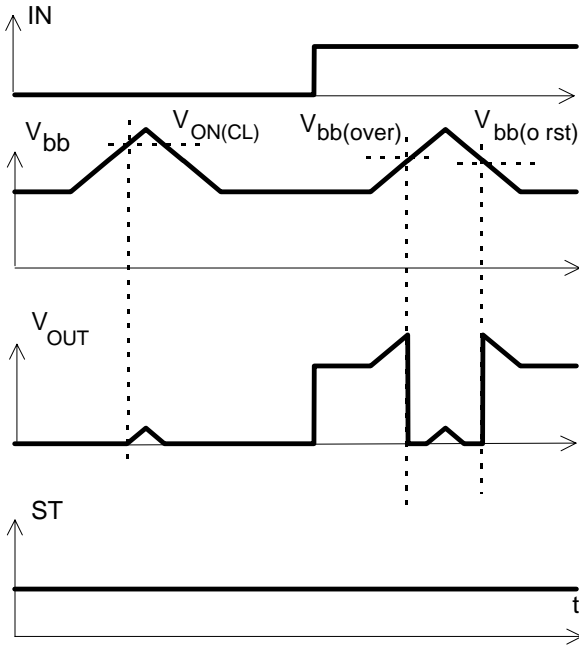 IN
Vbb
VON(CL)
Vbb(over)
Vbb(o rst)
VOUT
ST
t